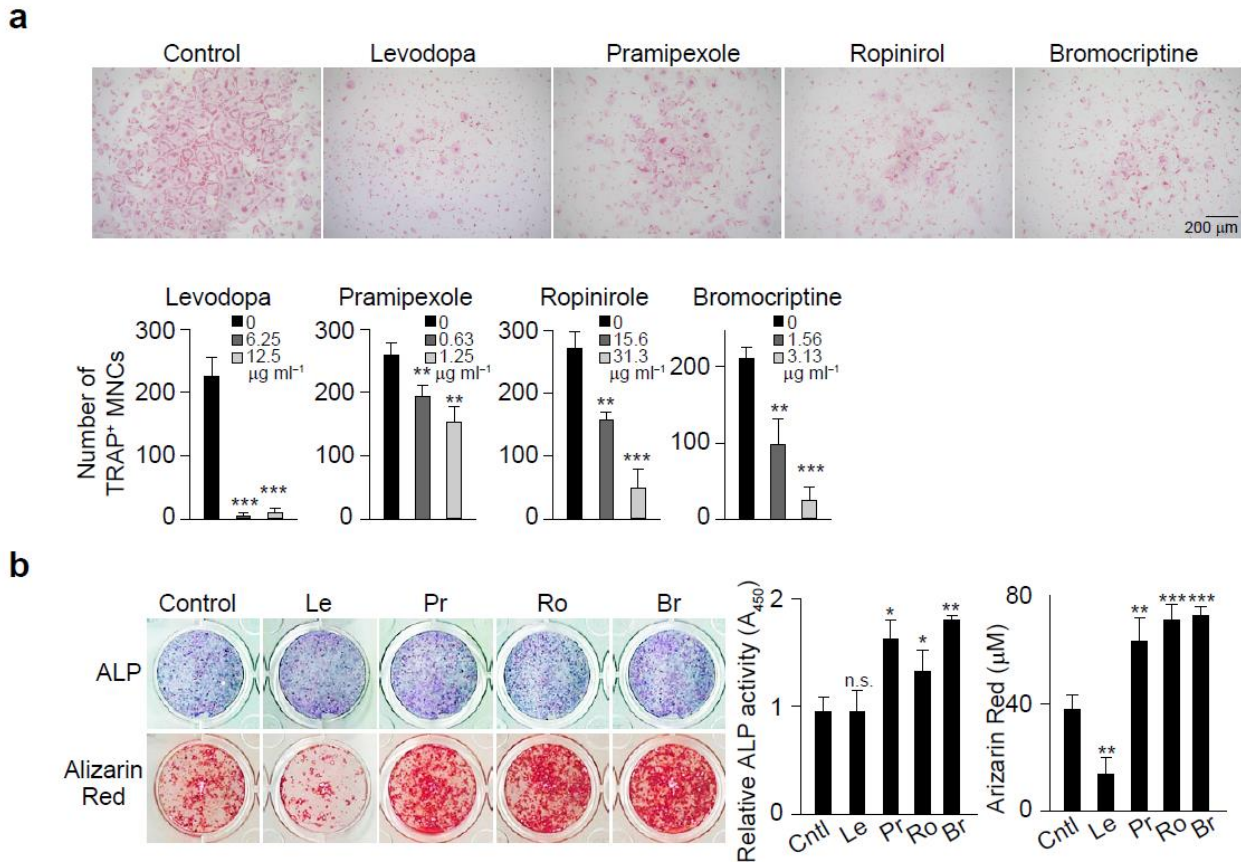 a
Control Levodopa Pramipexole Ropinirol Bromocriptine
200 μm
Levodopa Pramipexole Ropinirole Bromocriptine
Number of
TRAP⁺ MNCs
300
200
100
0
0
6.25
12.5
μg ml⁻¹
***
***
300
200
100
0
0
0.63
1.25
μg ml⁻¹
**
**
300
200
100
0
0
15.6
31.3
μg ml⁻¹
**
***
200
100
0
0
1.56
3.13
μg ml⁻¹
**
***
b
Control Le Pr Ro Br
ALP
Alizarin
Red
Relative ALP activity (A₄₅₀)
2
1
0
n.s.
*
*
**
Cntl Le Pr Ro Br
Arizarin Red (μM)
80
40
0
**
**
***
***
Cntl Le Pr Ro Br